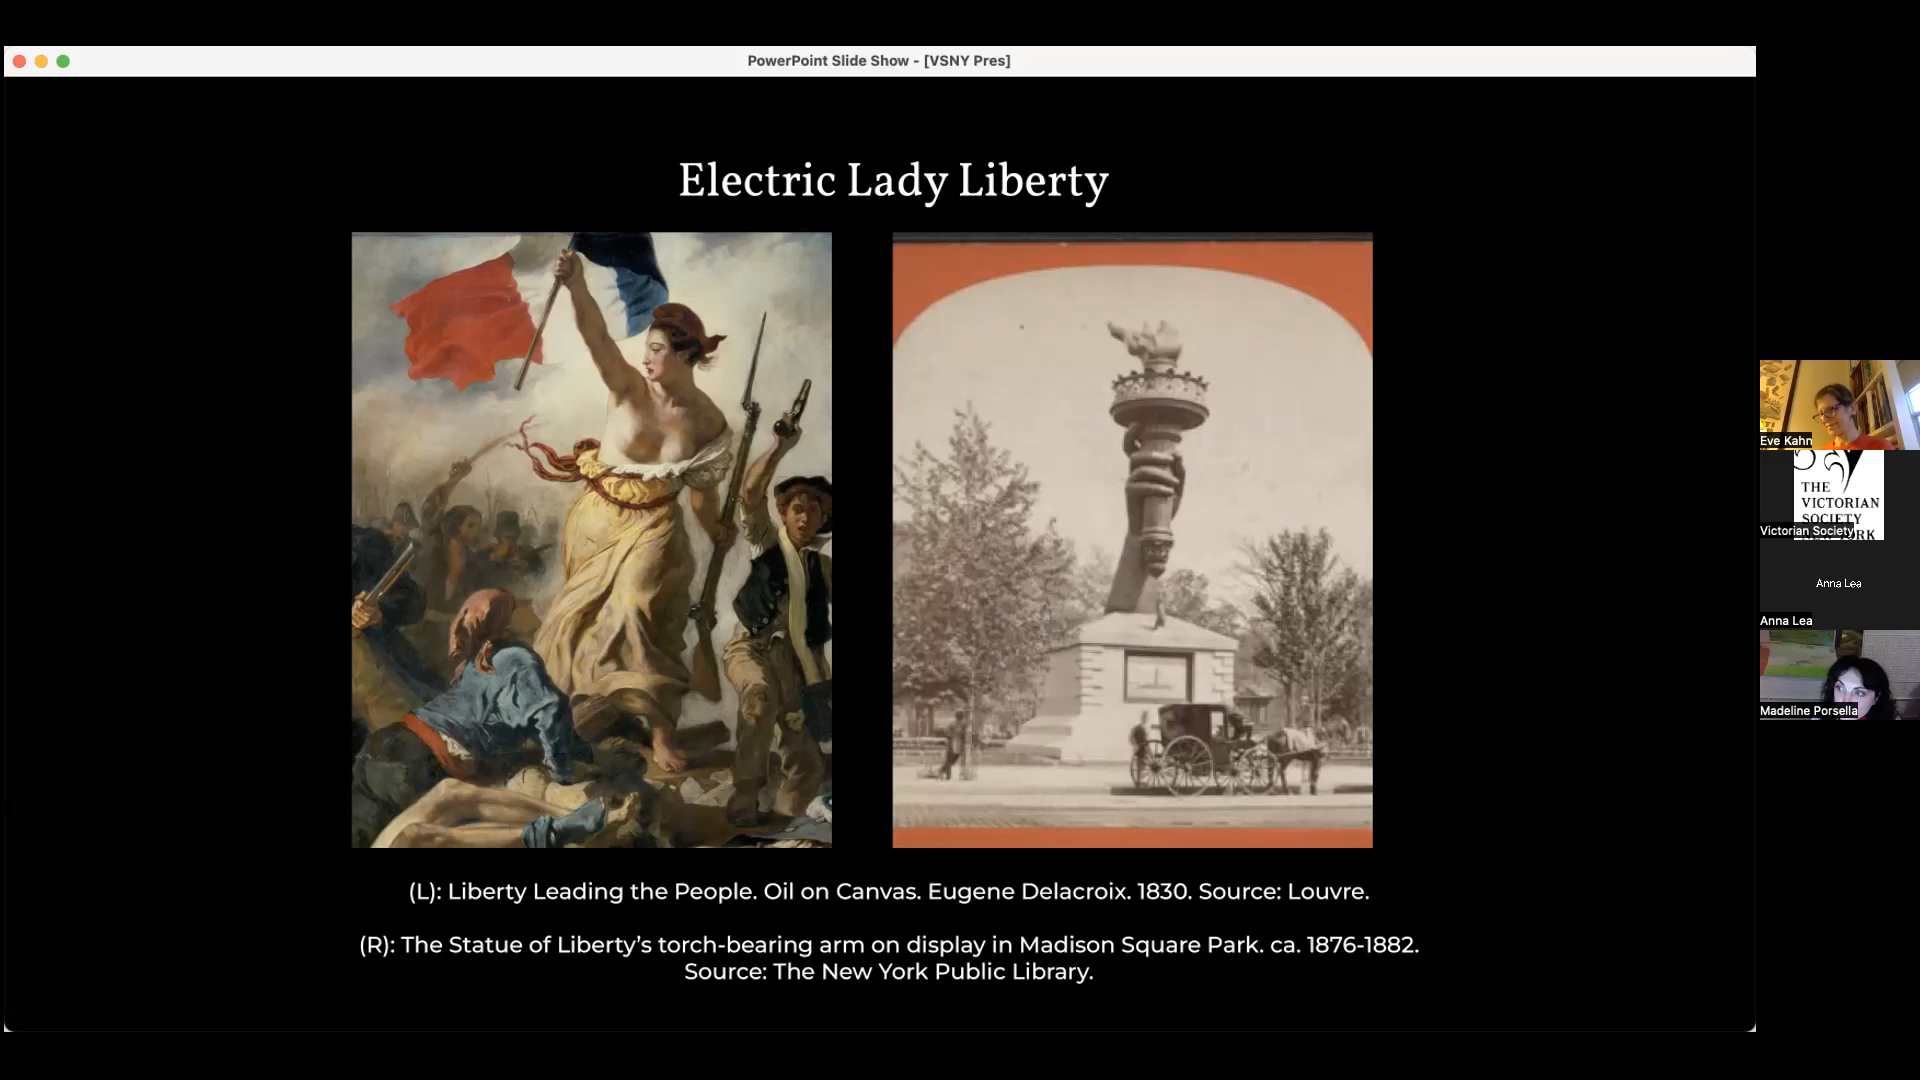 PowerPoint Slide Show - [VSNY Pres]
Electric Lady Liberty
(L): Liberty Leading the People. Oil on Canvas. Eugene Delacroix. 1830. Source: Louvre.
(R): The Statue of Liberty’s torch-bearing arm on display in Madison Square Park. ca. 1876-1882.
Source: The New York Public Library.
Eve Kahn
THE
VICTORIAN
SOCIETY
Victorian Society
Anna Lea
Anna Lea
Madeline Porsella